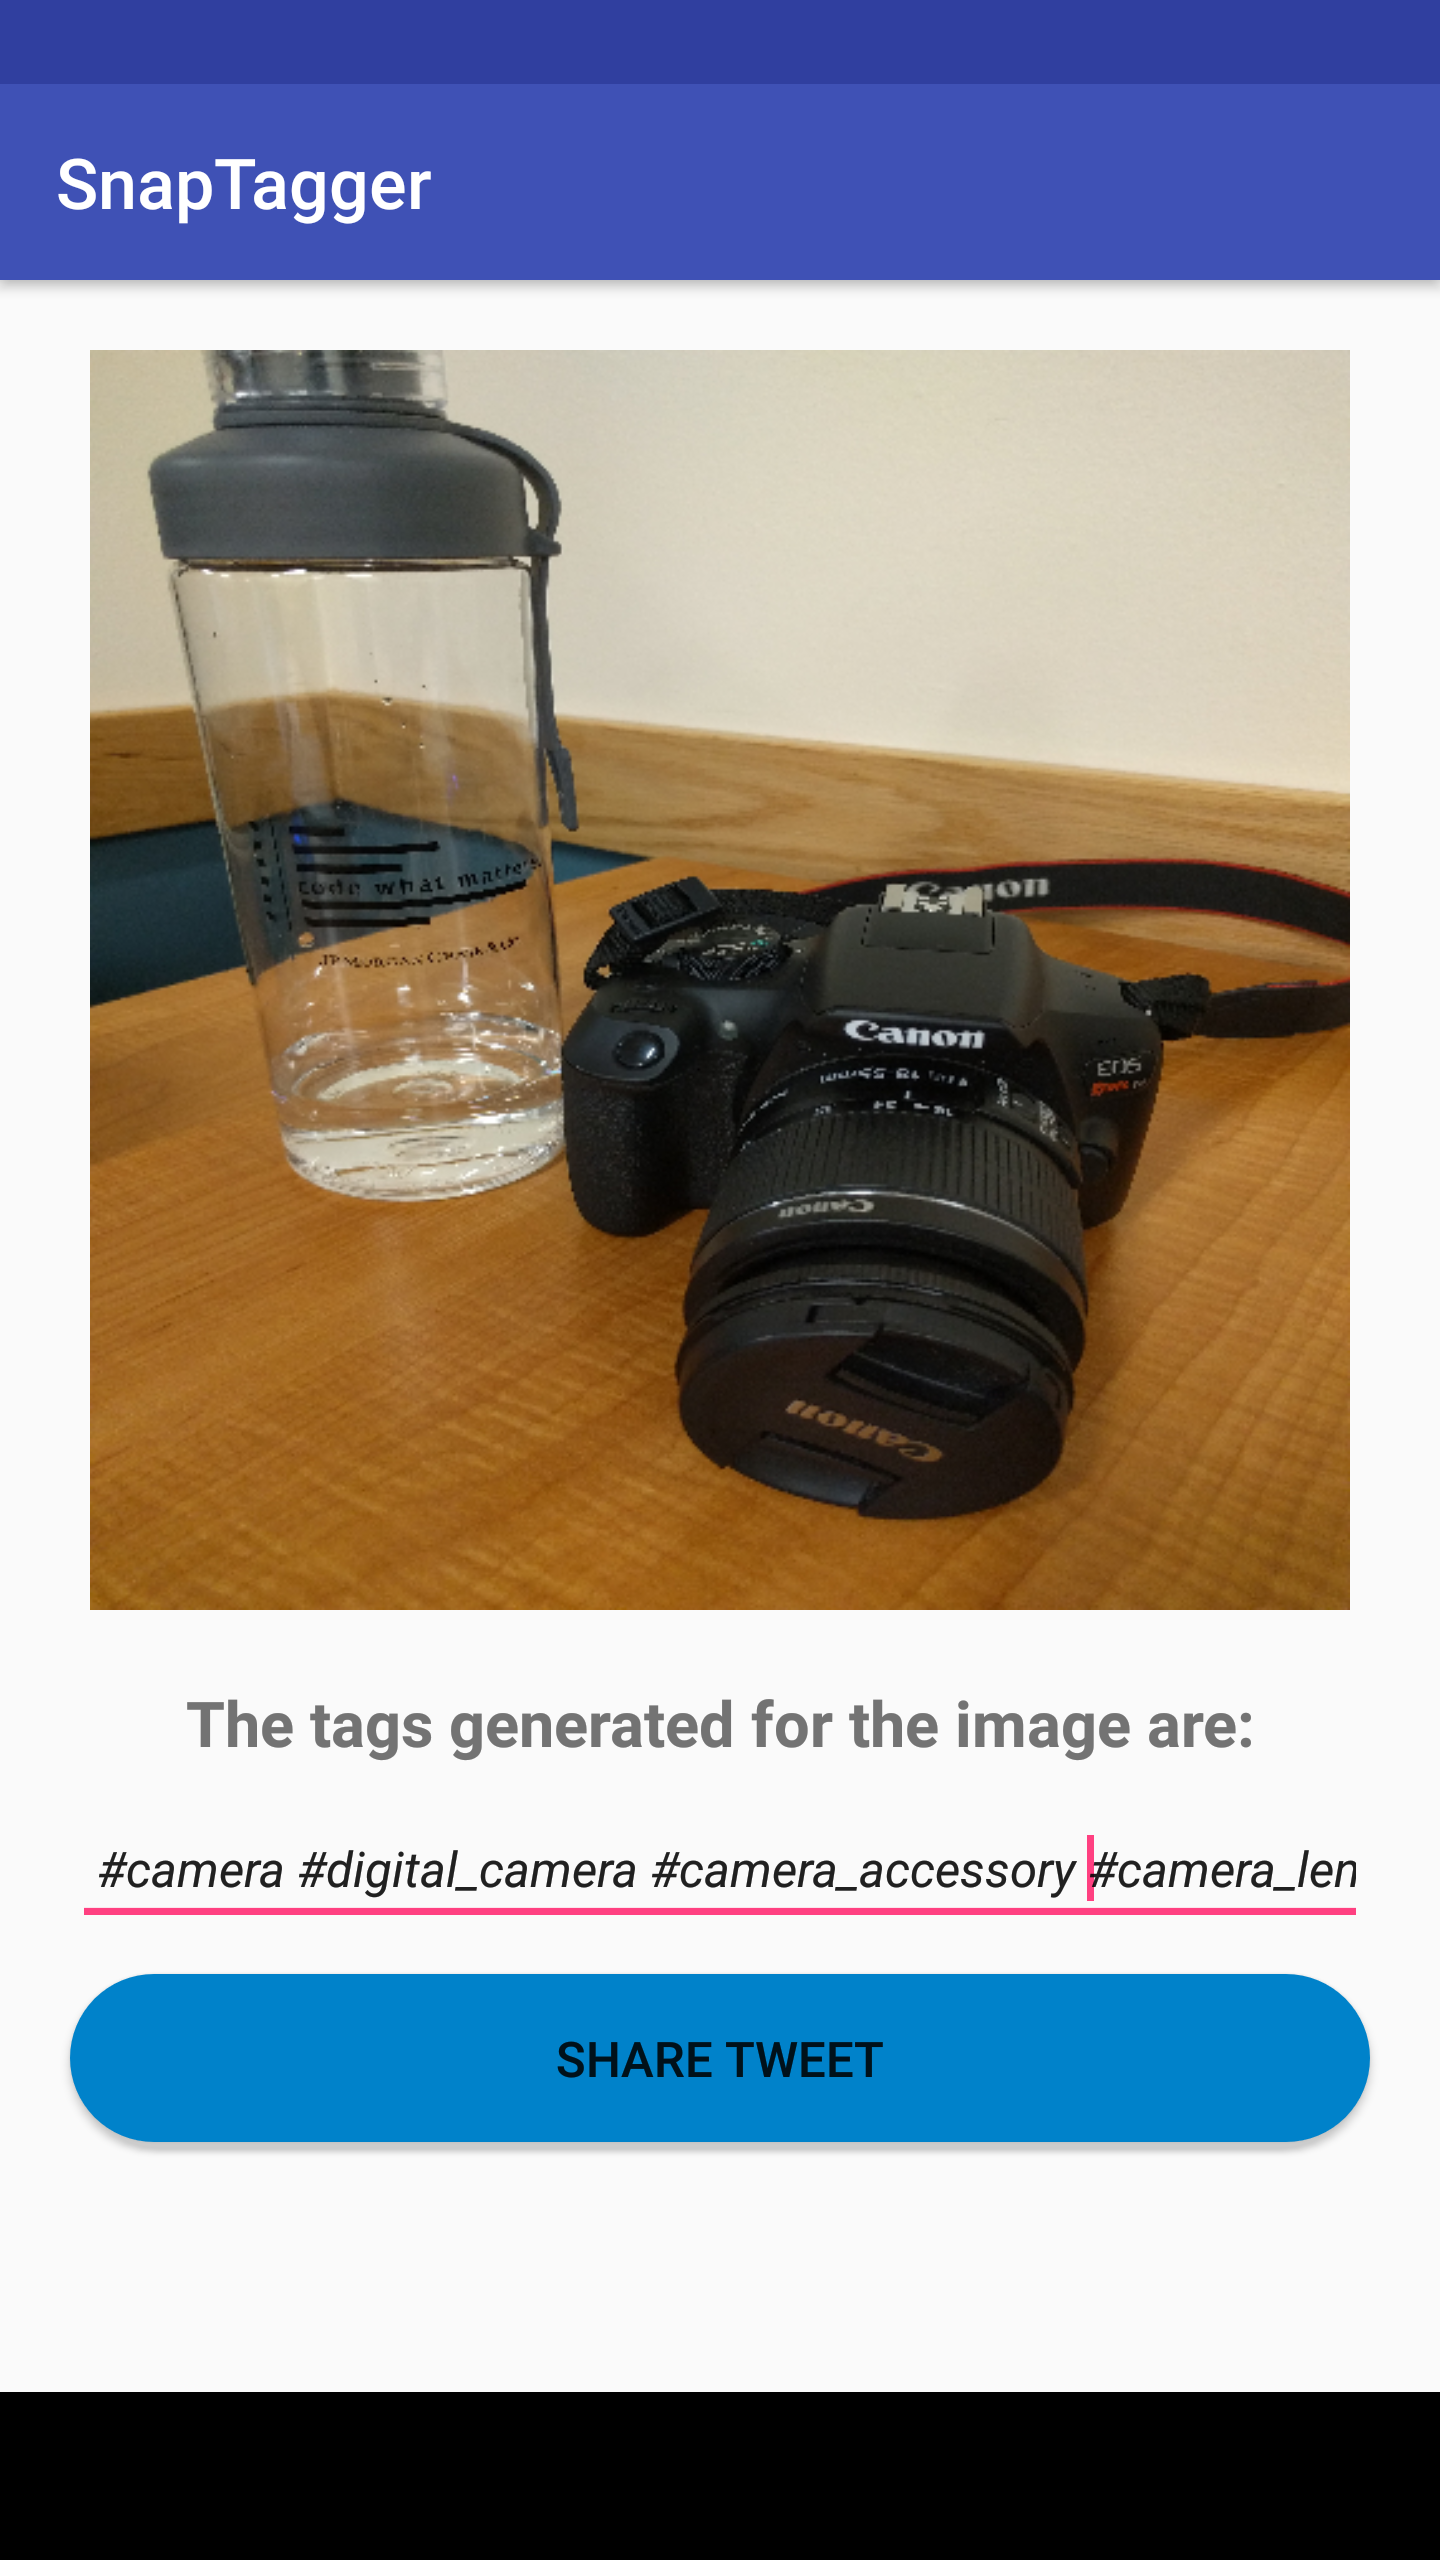 SnapTagger
code what matters
JPMORGAN CHASE & CO.
Canon
Canon
EOS
Canon
Canon
The tags generated for the image are:
#camera #digital_camera #camera_accessory #camera_len
SHARE TWEET